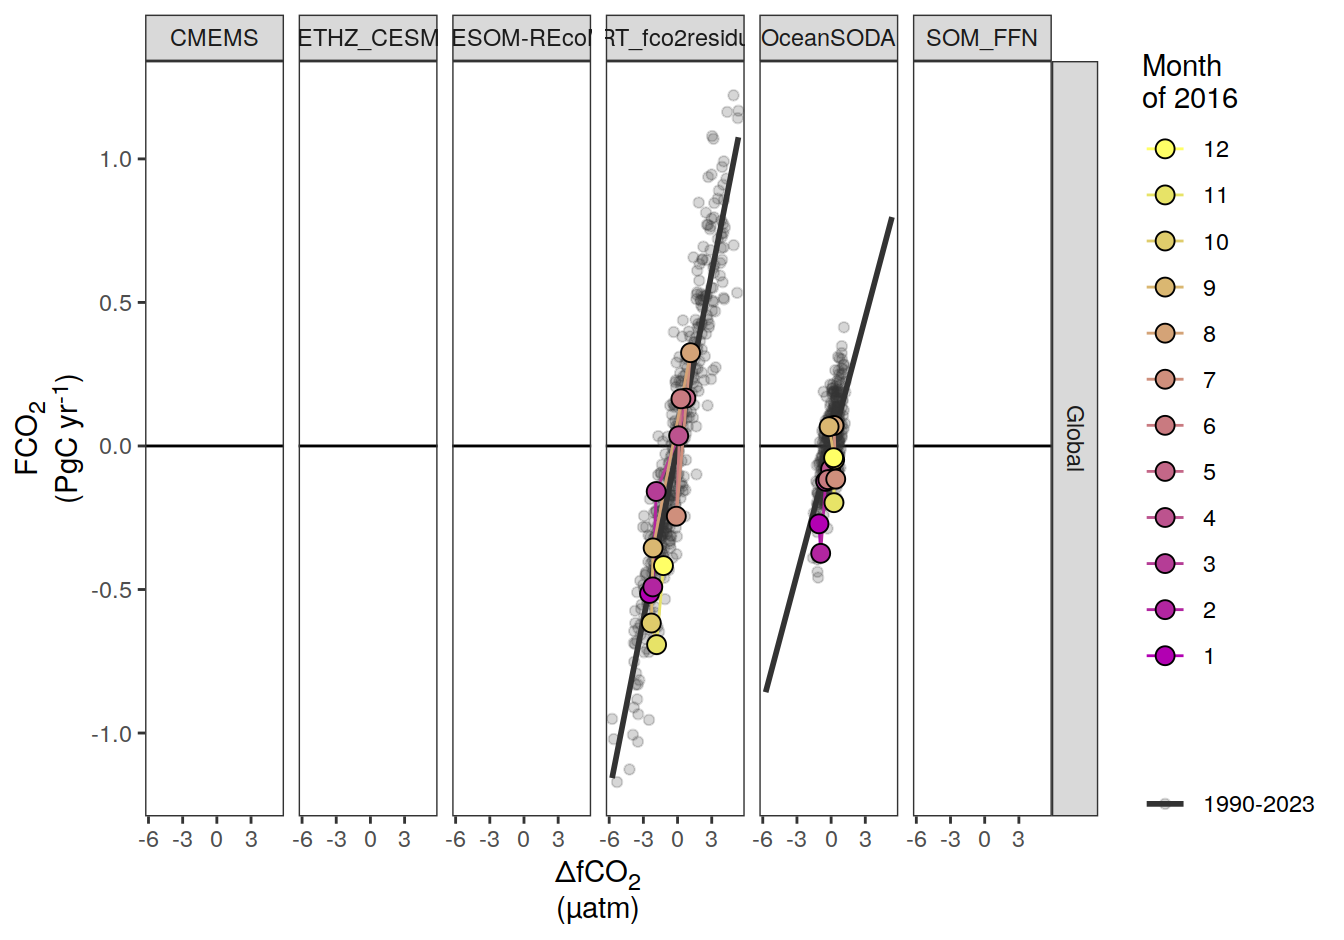 CMEMS ETHZ_CESM ESOM-REcoM RT_fco2residu OceanSODA SOM_FFN
Global
1.0
0.5
0.0
-0.5
-1.0
FCO2
(PgC yr-1)
-6 -3 0 3 -6 -3 0 3 -6 -3 0 3 -6 -3 0 3 -6 -3 0 3 -6 -3 0 3
ΔfCO2
(µatm)
Month
of 2016
12
11
10
9
8
7
6
5
4
3
2
1
1990-2023